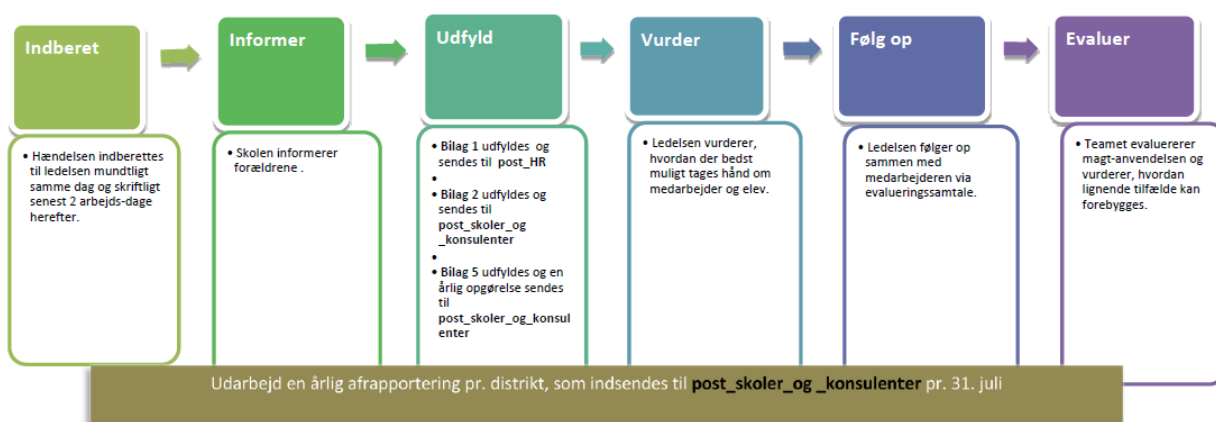 Indberet
• Hændelsen indberettes
til ledelsen mundtligt
samme dag og skriftligt
senest 2 arbejds-dage
herefter.
Informer
• Skolen informerer
forældrene .
Udfyld
• Bilag 1 udfyldes og
sendes til post_HR
•
• Bilag 2 udfyldes og
sendes til
post_skoler_og
_konsulenter
•
• Bilag 5 udfyldes og en
årlig opgørelse sendes
til
post_skoler_og_konsul
enter
Vurder
• Ledelsen vurderer,
hvordan der bedst
muligt tages hånd om
medarbejder og elev.
Følg op
• Ledelsen følger op
sammen med
medarbejderen via
evalueringssamtale.
Evaluer
• Teamet evaluererer
magt-anvendelsen og
vurderer, hvordan
lignende tilfælde kan
forebygges.
Udarbejd en årlig afrapportering pr. distrikt, som indsendes til post_skoler_og _konsulenter pr. 31. juli